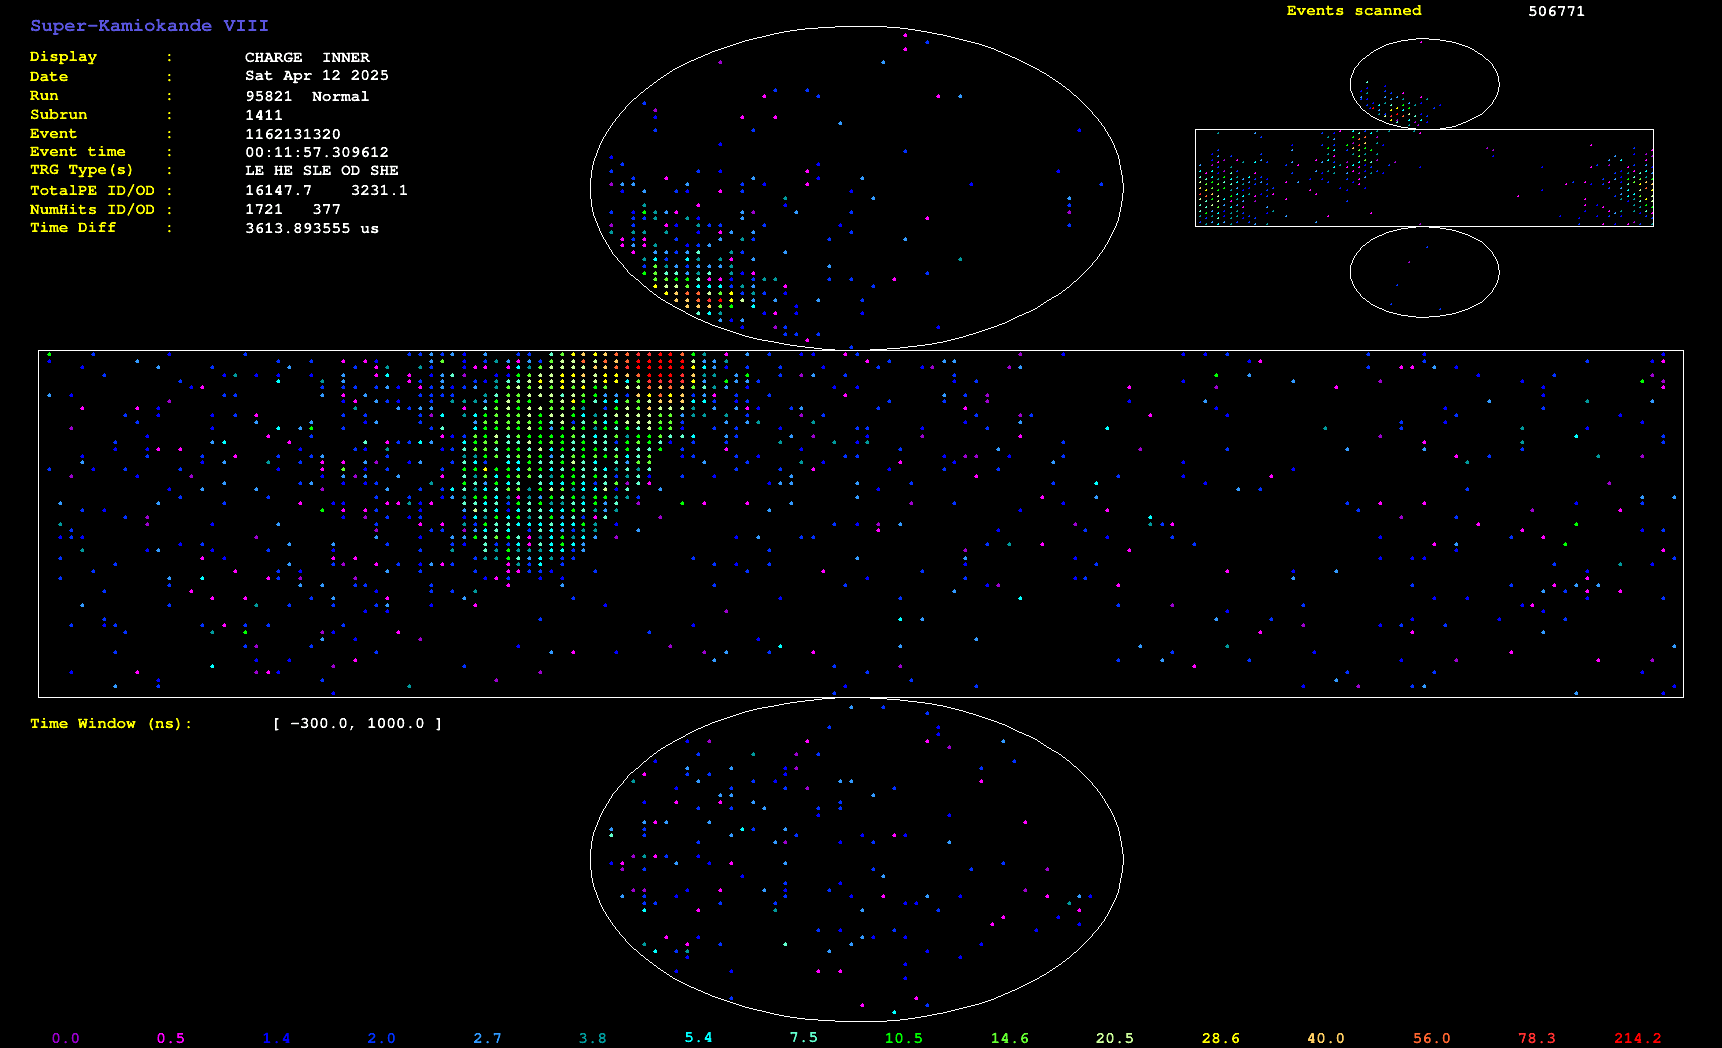 Super-Kamiokande VIII
Events scanned 506771
Display : CHARGE INNER
Date : Sat Apr 12 2025
Run : 95821 Normal
Subrun : 1411
Event : 1162131320
Event time : 00:11:57.309612
TRG Type(s) : LE HE SLE OD SHE
TotalPE ID/OD : 16147.7 3231.1
NumHits ID/OD : 1721 377
Time Diff : 3613.893555 us
Time Window (ns): [ -300.0, 1000.0 ]
0.0 0.5 1.4 2.0 2.7 3.8 5.4 7.5 10.5 14.6 20.5 28.6 40.0 56.0 78.3 214.2